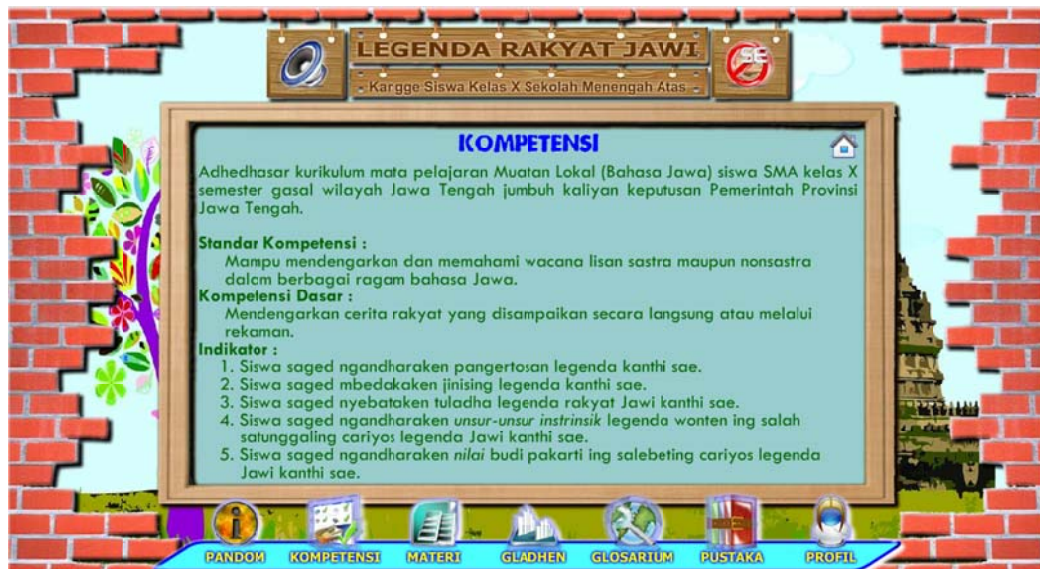 LEGENDA RAKYAT JAWI
Kargge Siswa Kelas X Sekolah Menengah Atas
SE
KOMPETENSI
Adhedhasar kurikulum mata pelajaran Muatan Lokal (Bahasa Jawa) siswa SMA kelas X
semester gasal wilayah Jawa Tengah jumbuh kaliyan keputusan Pemerintah Provinsi
Jawa Tengah.
Standar Kompetensi :
Mampu mendengarkan dan memahami wacana lisan sastra maupun nonsastra
dalam berbagai ragam bahasa Jawa.
Kompetensi Dasar :
Mendengarkan cerita rakyat yang disampaikan secara langsung atau melalui
rekaman.
Indikator :
1. Siswa saged ngandharaken pangertosan legenda kanthi sae.
2. Siswa saged mbedakaken jinising legenda kanthi sae.
3. Siswa saged nyebataken tuladha legenda rakyat Jawi kanthi sae.
4. Siswa saged ngandharaken unsur-unsur instrinsik legenda wonten ing salah
satunggaling cariyos legenda Jawi kanthi sae.
5. Siswa saged ngandharaken nilai budi pakarti ing salebeting cariyos legenda
Jawi kanthi sae.
PANDOM KOMPETENSI MATERI GLADHEN GLOSARIUM PUSTAKA PROFIL